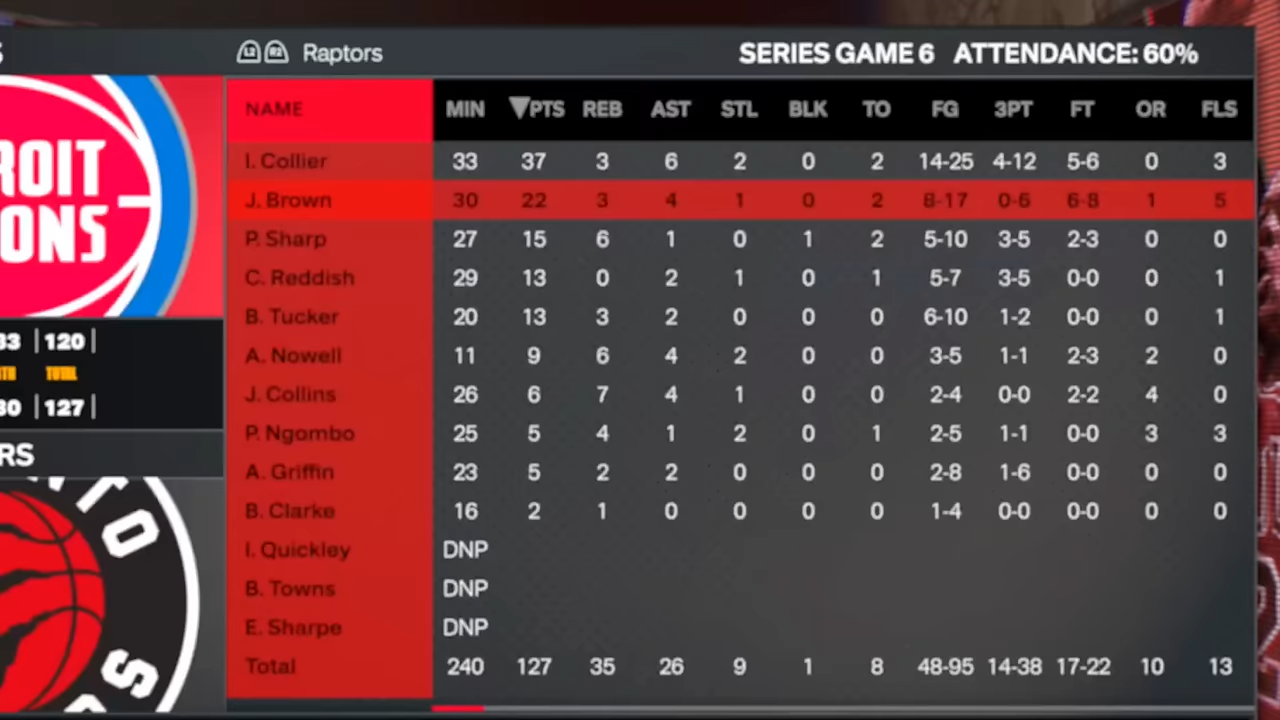 S
L2 R2 Raptors SERIES GAME 6 ATTENDANCE: 60%
NAME MIN ▼PTS REB AST STL BLK TO FG 3PT FT OR FLS
I. Collier 33 37 3 6 2 0 2 14-25 4-12 5-6 0 3
J. Brown 30 22 3 4 1 0 2 8-17 0-6 6-8 1 5
P. Sharp 27 15 6 1 0 1 2 5-10 3-5 2-3 0 0
C. Reddish 29 13 0 2 1 0 1 5-7 3-5 0-0 0 1
B. Tucker 20 13 3 2 0 0 0 6-10 1-2 0-0 0 1
A. Nowell 11 9 6 4 2 0 0 3-5 1-1 2-3 2 0
J. Collins 26 6 7 4 1 0 0 2-4 0-0 2-2 4 0
P. Ngombo 25 5 4 1 2 0 1 2-5 1-1 0-0 3 3
A. Griffin 23 5 2 2 0 0 0 2-8 1-6 0-0 0 0
B. Clarke 16 2 1 0 0 0 0 1-4 0-0 0-0 0 0
I. Quickley DNP
B. Towns DNP
E. Sharpe DNP
Total 240 127 35 26 9 1 8 48-95 14-38 17-22 10 13
ROIT
ONS
33 |120|
TH TOTAL
30 |127|
RS
NTO
S